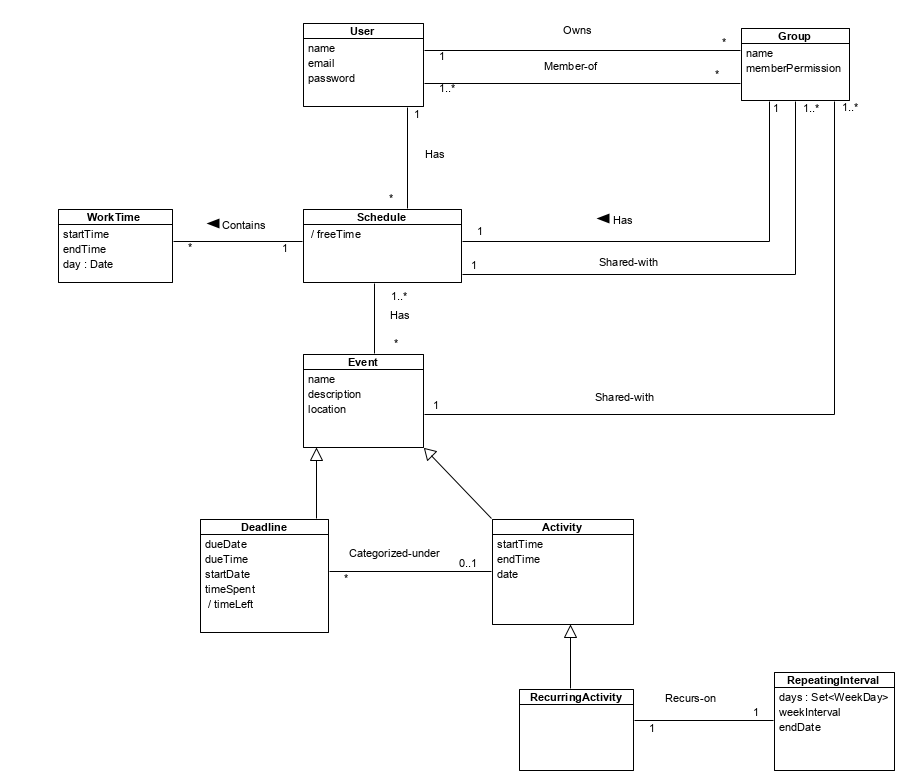 User
name
email
password
Owns
1
*
Member-of
1..*
*
Group
name
memberPermission
1
1..*
1..*
1
Has
*
WorkTime
startTime
endTime
day : Date
◄ Contains
*
1
Schedule
/ freeTime
◄ Has
1
Shared-with
1
1..*
Has
*
Event
name
description
location
Shared-with
1
Deadline
dueDate
dueTime
startDate
timeSpent
/ timeLeft
Categorized-under
*
0..1
Activity
startTime
endTime
date
RecurringActivity
Recurs-on
1
1
RepeatingInterval
days : Set<WeekDay>
weekInterval
endDate